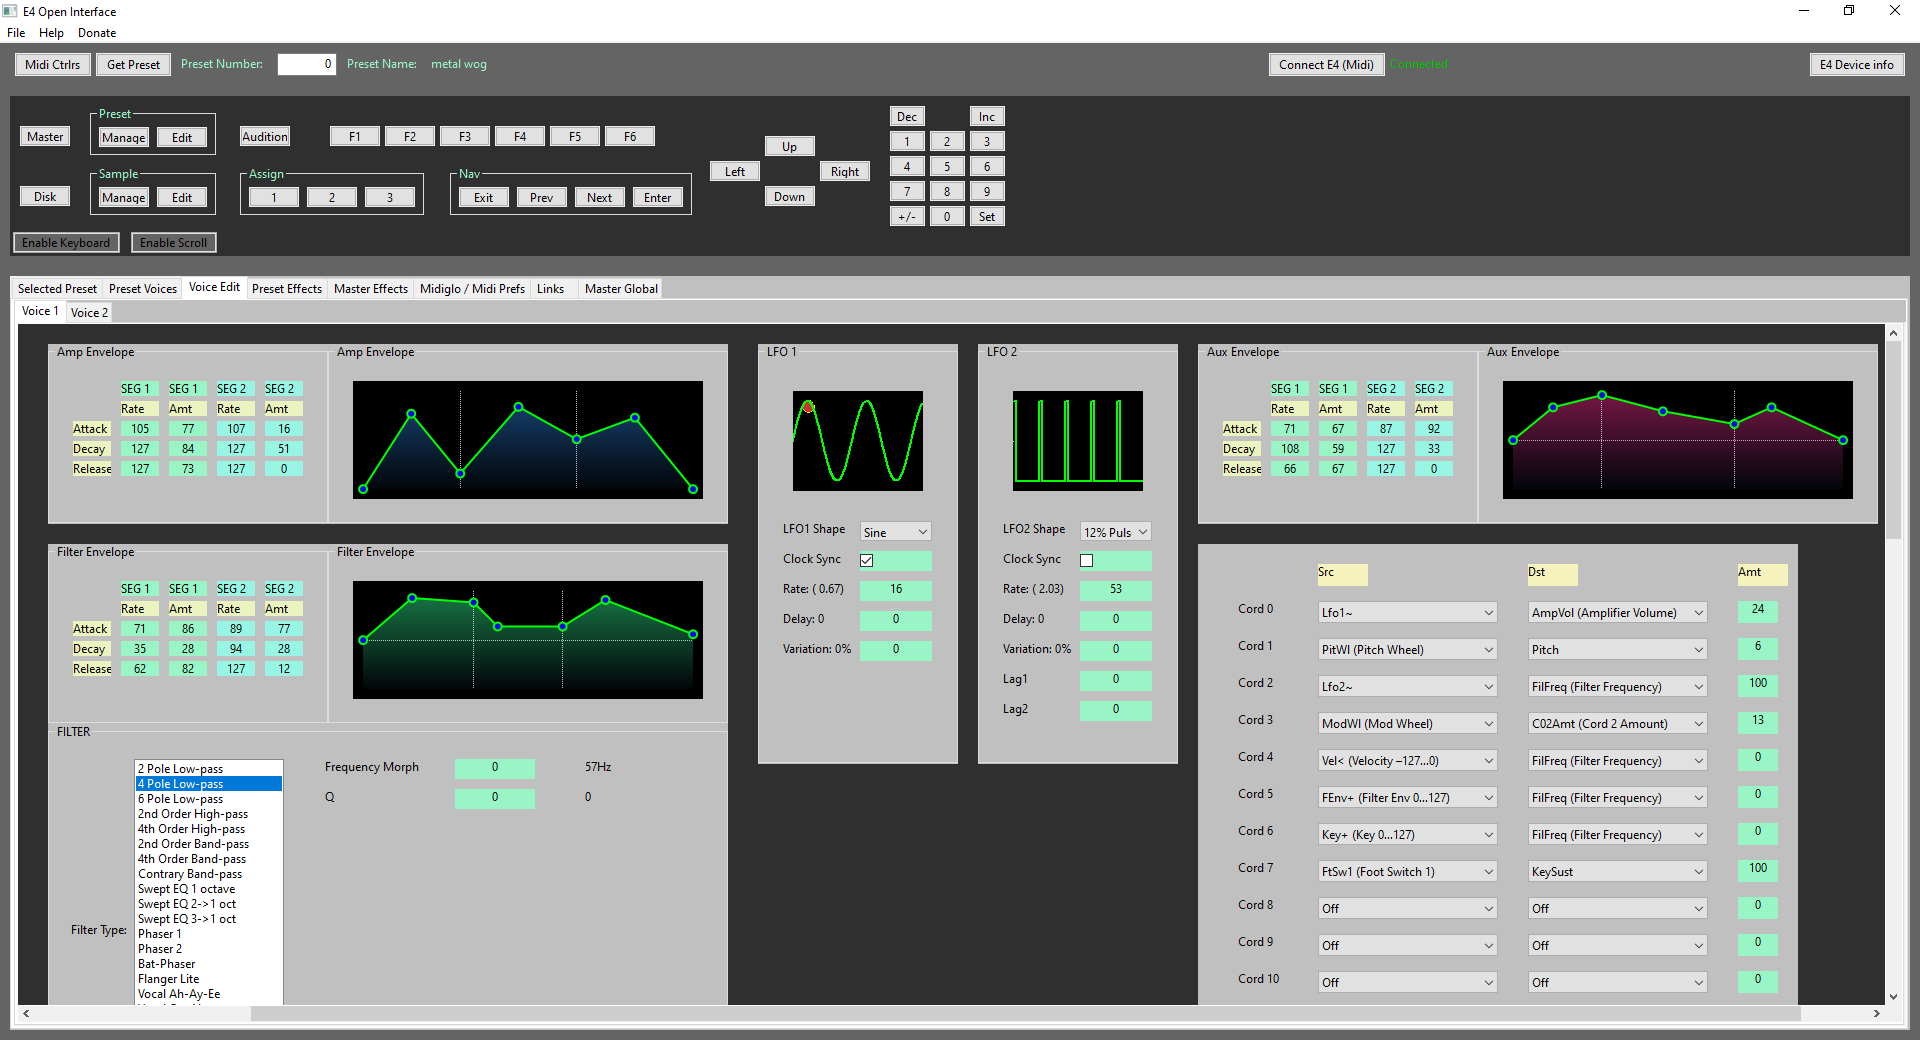 E4 Open Interface
File Help Donate
Midi Ctrlrs Get Preset Preset Number: 0 Preset Name: metal wog Connect E4 (Midi) Connected E4 Device info
Master Preset Manage Edit Audition F1 F2 F3 F4 F5 F6
Disk Sample Manage Edit Assign 1 2 3 Nav Exit Prev Next Enter
Up
Left Right
Down
Dec Inc
1 2 3
4 5 6
7 8 9
+/- 0 Set
Enable Keyboard Enable Scroll
Selected Preset Preset Voices Voice Edit Preset Effects Master Effects Midiglo / Midi Prefs Links Master Global
Voice 1 Voice 2
Amp Envelope Amp Envelope
SEG 1 SEG 1 SEG 2 SEG 2
Rate Amt Rate Amt
Attack 105 77 107 16
Decay 127 84 127 51
Release 127 73 127 0
Filter Envelope Filter Envelope
SEG 1 SEG 1 SEG 2 SEG 2
Rate Amt Rate Amt
Attack 71 86 89 77
Decay 35 28 94 28
Release 62 82 127 12
FILTER
Filter Type:
2 Pole Low-pass
4 Pole Low-pass
6 Pole Low-pass
2nd Order High-pass
4th Order High-pass
2nd Order Band-pass
4th Order Band-pass
Contrary Band-pass
Swept EQ 1 octave
Swept EQ 2->1 oct
Swept EQ 3->1 oct
Phaser 1
Phaser 2
Bat-Phaser
Flanger Lite
Vocal Ah-Ay-Ee
Frequency Morph 0 57Hz
Q 0 0
LFO 1
LFO1 Shape Sine
Clock Sync
Rate: ( 0.67) 16
Delay: 0 0
Variation: 0% 0
LFO 2
LFO2 Shape 12% Puls
Clock Sync
Rate: ( 2.03) 53
Delay: 0 0
Variation: 0% 0
Lag1 0
Lag2 0
Aux Envelope Aux Envelope
SEG 1 SEG 1 SEG 2 SEG 2
Rate Amt Rate Amt
Attack 71 67 87 92
Decay 108 59 127 33
Release 66 67 127 0
Src Dst Amt
Cord 0 Lfo1~ AmpVol (Amplifier Volume) 24
Cord 1 PitWl (Pitch Wheel) Pitch 6
Cord 2 Lfo2~ FilFreq (Filter Frequency) 100
Cord 3 ModWl (Mod Wheel) C02Amt (Cord 2 Amount) 13
Cord 4 Vel< (Velocity –127...0) FilFreq (Filter Frequency) 0
Cord 5 FEnv+ (Filter Env 0...127) FilFreq (Filter Frequency) 0
Cord 6 Key+ (Key 0...127) FilFreq (Filter Frequency) 0
Cord 7 FtSw1 (Foot Switch 1) KeySust 100
Cord 8 Off Off 0
Cord 9 Off Off 0
Cord 10 Off Off 0